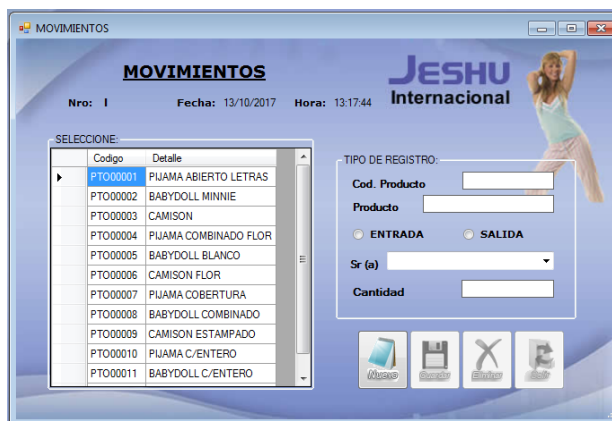 MOVIMIENTOS
MOVIMIENTOS
JESHU
Internacional
Nro: 1 Fecha: 13/10/2017 Hora: 13:17:44
SELECCIONE:
Codigo Detalle
PTO00001 PIJAMA ABIERTO LETRAS
PTO00002 BABYDOLL MINNIE
PTO00003 CAMISON
PTO00004 PIJAMA COMBINADO FLOR
PTO00005 BABYDOLL BLANCO
PTO00006 CAMISON FLOR
PTO00007 PIJAMA COBERTURA
PTO00008 BABYDOLL COMBINADO
PTO00009 CAMISON ESTAMPADO
PTO00010 PIJAMA C/ENTERO
PTO00011 BABYDOLL C/ENTERO
TIPO DE REGISTRO:
Cod. Producto
Producto
ENTRADA SALIDA
Sr (a)
Cantidad
Nuevo Guardar Eliminar Salir